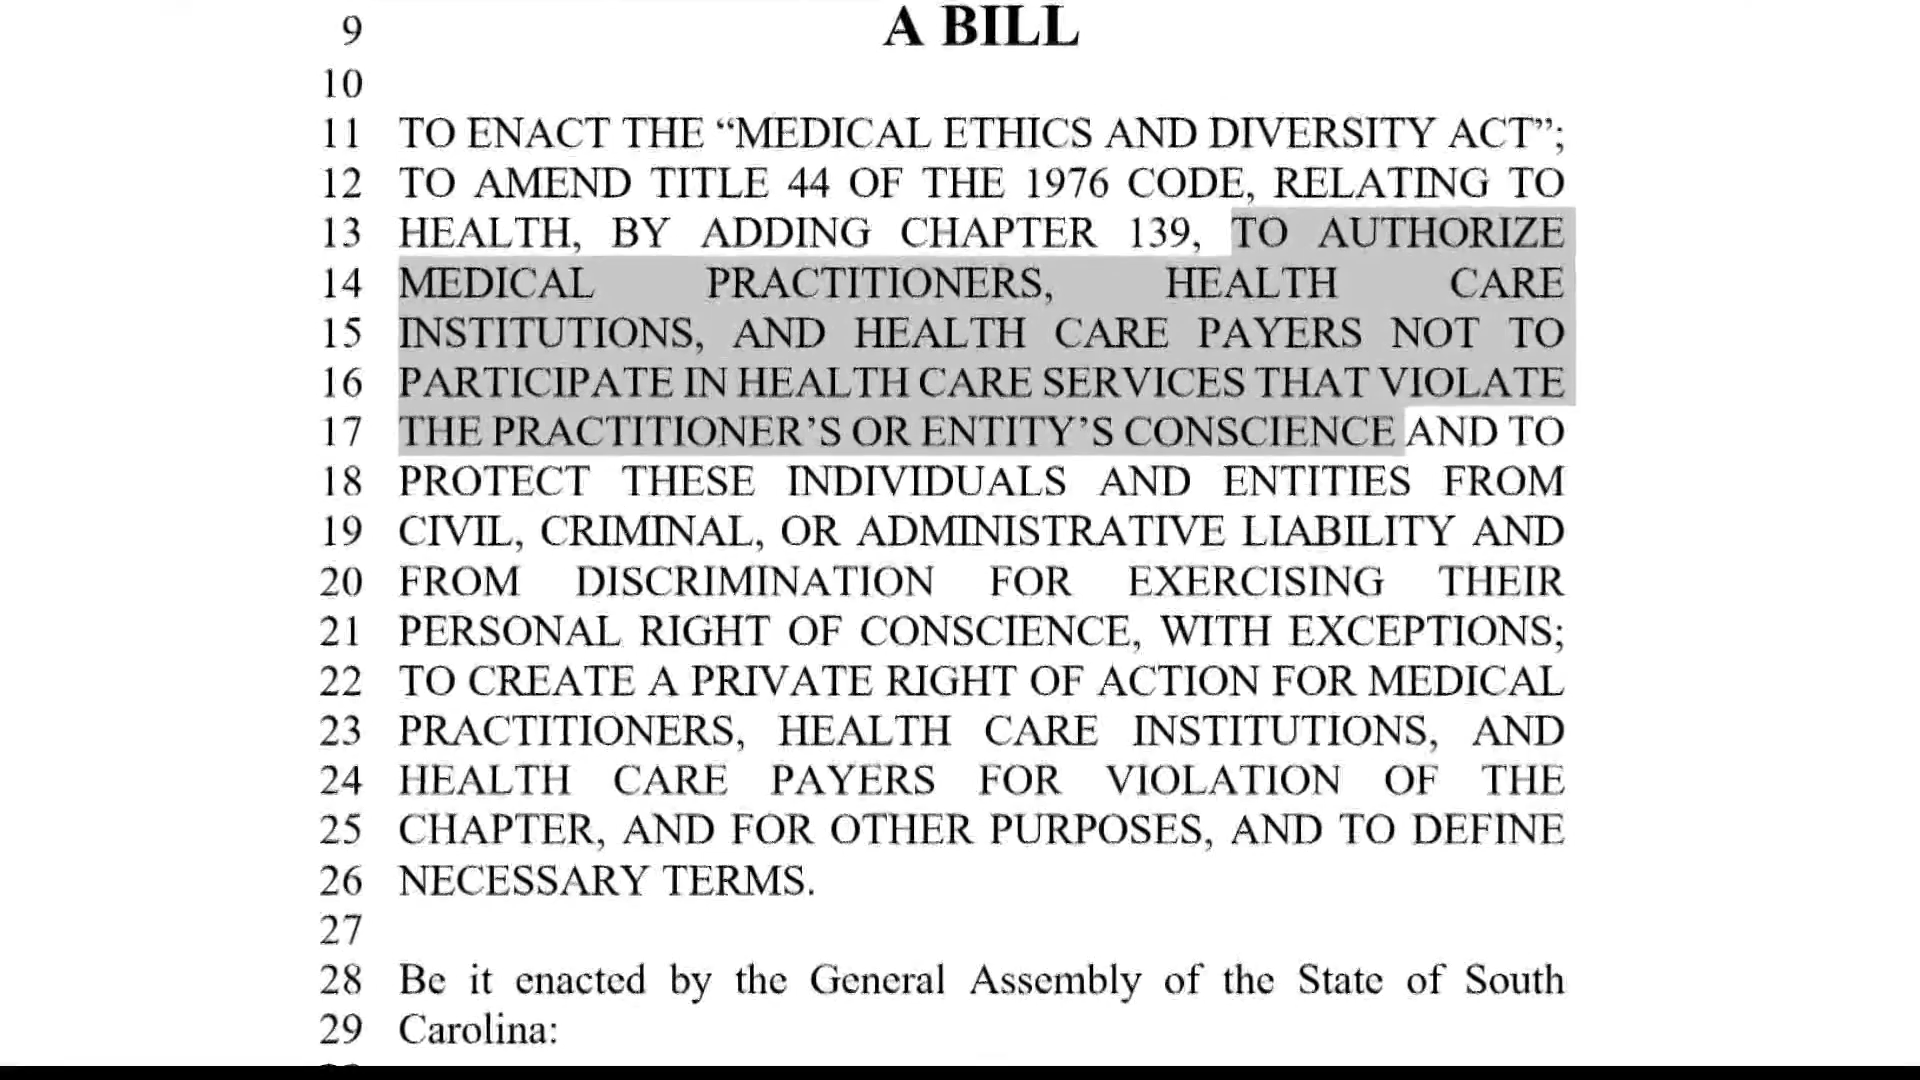 9 A BILL
10
11 TO ENACT THE “MEDICAL ETHICS AND DIVERSITY ACT”;
12 TO AMEND TITLE 44 OF THE 1976 CODE, RELATING TO
13 HEALTH, BY ADDING CHAPTER 139, TO AUTHORIZE
14 MEDICAL PRACTITIONERS, HEALTH CARE
15 INSTITUTIONS, AND HEALTH CARE PAYERS NOT TO
16 PARTICIPATE IN HEALTH CARE SERVICES THAT VIOLATE
17 THE PRACTITIONER’S OR ENTITY’S CONSCIENCE AND TO
18 PROTECT THESE INDIVIDUALS AND ENTITIES FROM
19 CIVIL, CRIMINAL, OR ADMINISTRATIVE LIABILITY AND
20 FROM DISCRIMINATION FOR EXERCISING THEIR
21 PERSONAL RIGHT OF CONSCIENCE, WITH EXCEPTIONS;
22 TO CREATE A PRIVATE RIGHT OF ACTION FOR MEDICAL
23 PRACTITIONERS, HEALTH CARE INSTITUTIONS, AND
24 HEALTH CARE PAYERS FOR VIOLATION OF THE
25 CHAPTER, AND FOR OTHER PURPOSES, AND TO DEFINE
26 NECESSARY TERMS.
27
28 Be it enacted by the General Assembly of the State of South
29 Carolina: